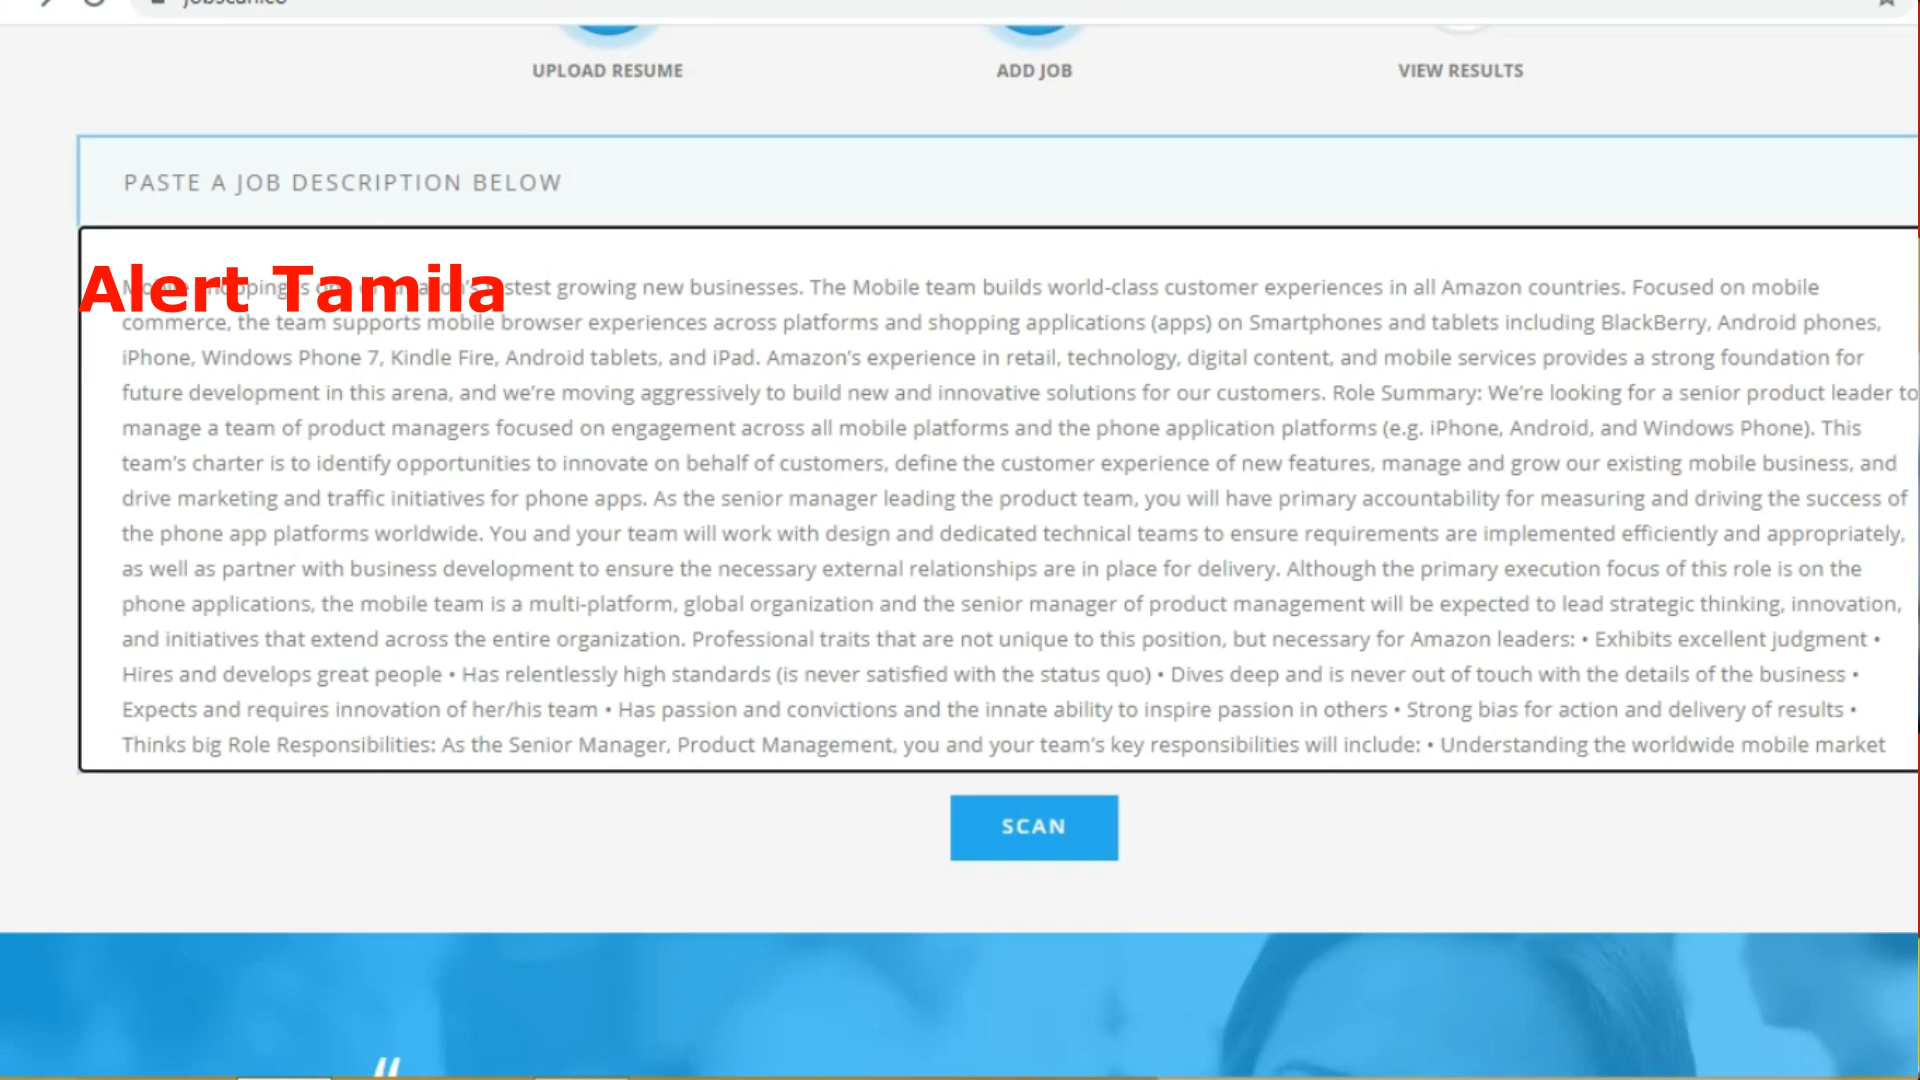 jobscan.co
UPLOAD RESUME
ADD JOB
VIEW RESULTS
PASTE A JOB DESCRIPTION BELOW
Alert Tamila
growing new businesses. The Mobile team builds world-class customer experiences in all Amazon countries. Focused on mobile
commerce, the team supports mobile browser experiences across platforms and shopping applications (apps) on Smartphones and tablets including BlackBerry, Android phones,
iPhone, Windows Phone 7, Kindle Fire, Android tablets, and iPad. Amazon's experience in retail, technology, digital content, and mobile services provides a strong foundation for
future development in this arena, and we're moving aggressively to build new and innovative solutions for our customers. Role Summary: We're looking for a senior product leader to
manage a team of product managers focused on engagement across all mobile platforms and the phone application platforms (e.g. iPhone, Android, and Windows Phone). This
team's charter is to identify opportunities to innovate on behalf of customers, define the customer experience of new features, manage and grow our existing mobile business, and
drive marketing and traffic initiatives for phone apps. As the senior manager leading the product team, you will have primary accountability for measuring and driving the success of
the phone app platforms worldwide. You and your team will work with design and dedicated technical teams to ensure requirements are implemented efficiently and appropriately,
as well as partner with business development to ensure the necessary external relationships are in place for delivery. Although the primary execution focus of this role is on the
phone applications, the mobile team is a multi-platform, global organization and the senior manager of product management will be expected to lead strategic thinking, innovation,
and initiatives that extend across the entire organization. Professional traits that are not unique to this position, but necessary for Amazon leaders: • Exhibits excellent judgment •
Hires and develops great people • Has relentlessly high standards (is never satisfied with the status quo) • Dives deep and is never out of touch with the details of the business •
Expects and requires innovation of her/his team • Has passion and convictions and the innate ability to inspire passion in others • Strong bias for action and delivery of results •
Thinks big Role Responsibilities: As the Senior Manager, Product Management, you and your team's key responsibilities will include: • Understanding the worldwide mobile market
SCAN
"